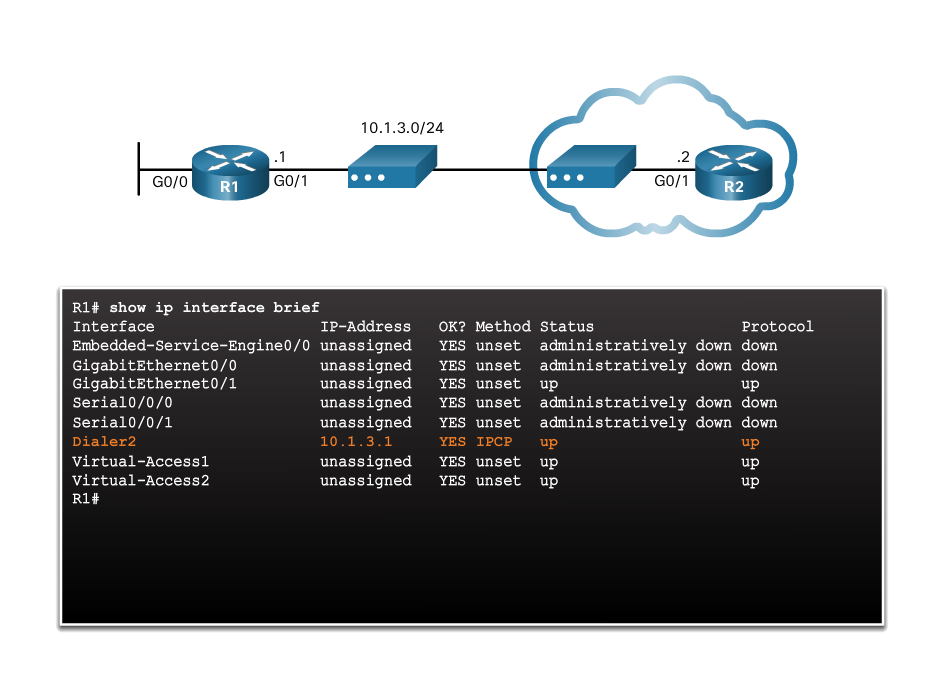 10.1.3.0/24
.1
.2
G0/0
R1
G0/1
G0/1
R2
R1# show ip interface brief
Interface IP-Address OK? Method Status Protocol
Embedded-Service-Engine0/0 unassigned YES unset administratively down down
GigabitEthernet0/0 unassigned YES unset administratively down down
GigabitEthernet0/1 unassigned YES unset up up
Serial0/0/0 unassigned YES unset administratively down down
Serial0/0/1 unassigned YES unset administratively down down
Dialer2 10.1.3.1 YES IPCP up up
Virtual-Access1 unassigned YES unset up up
Virtual-Access2 unassigned YES unset up up
R1#